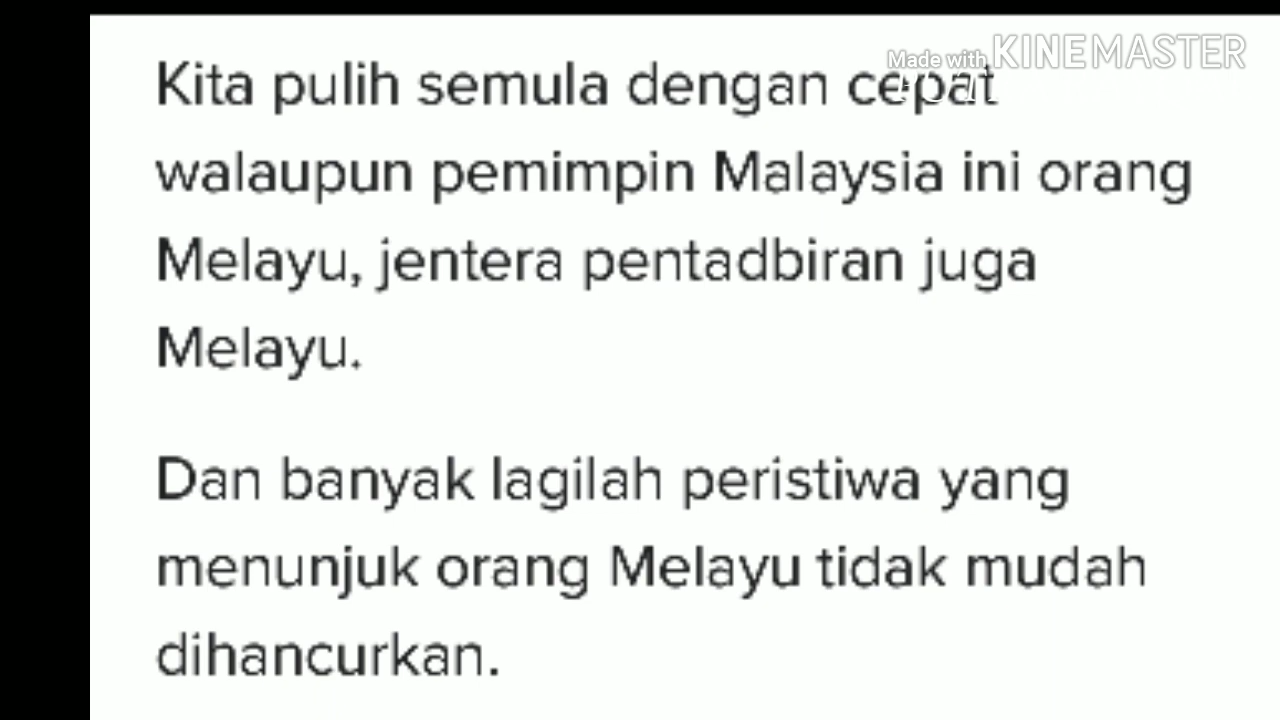 Made with KINEMASTER
Kita pulih semula dengan cepat
walaupun pemimpin Malaysia ini orang
Melayu, jentera pentadbiran juga
Melayu.
Dan banyak lagilah peristiwa yang
menunjuk orang Melayu tidak mudah
dihancurkan.